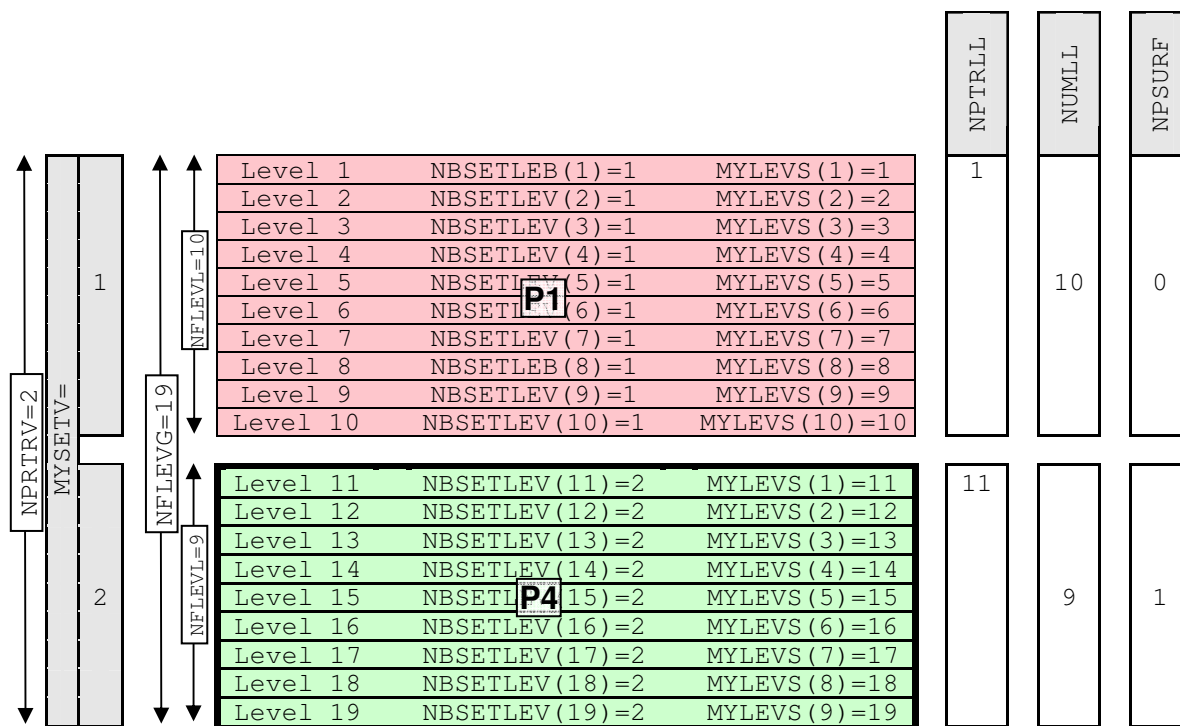 NPTRLL NUMLL NPSURF
NPRTRV=2
MYSETV=
1
2
NFLEVG=19
NFLEVL=10
NFLEVL=9
Level 1 NBSETLEB(1)=1 MYLEVS(1)=1
Level 2 NBSETLEV(2)=1 MYLEVS(2)=2
Level 3 NBSETLEV(3)=1 MYLEVS(3)=3
Level 4 NBSETLEV(4)=1 MYLEVS(4)=4
Level 5 NBSETL (5)=1 MYLEVS(5)=5
Level 6 NBSETL (6)=1 MYLEVS(6)=6
P1
Level 7 NBSETLEV(7)=1 MYLEVS(7)=7
Level 8 NBSETLEB(8)=1 MYLEVS(8)=8
Level 9 NBSETLEV(9)=1 MYLEVS(9)=9
Level 10 NBSETLEV(10)=1 MYLEVS(10)=10
1 10 0
Level 11 NBSETLEV(11)=2 MYLEVS(1)=11
Level 12 NBSETLEV(12)=2 MYLEVS(2)=12
Level 13 NBSETLEV(13)=2 MYLEVS(3)=13
Level 14 NBSETLEV(14)=2 MYLEVS(4)=14
Level 15 NBSETL 15)=2 MYLEVS(5)=15
P4
Level 16 NBSETLEV(16)=2 MYLEVS(6)=16
Level 17 NBSETLEV(17)=2 MYLEVS(7)=17
Level 18 NBSETLEV(18)=2 MYLEVS(8)=18
Level 19 NBSETLEV(19)=2 MYLEVS(9)=19
11 9 1